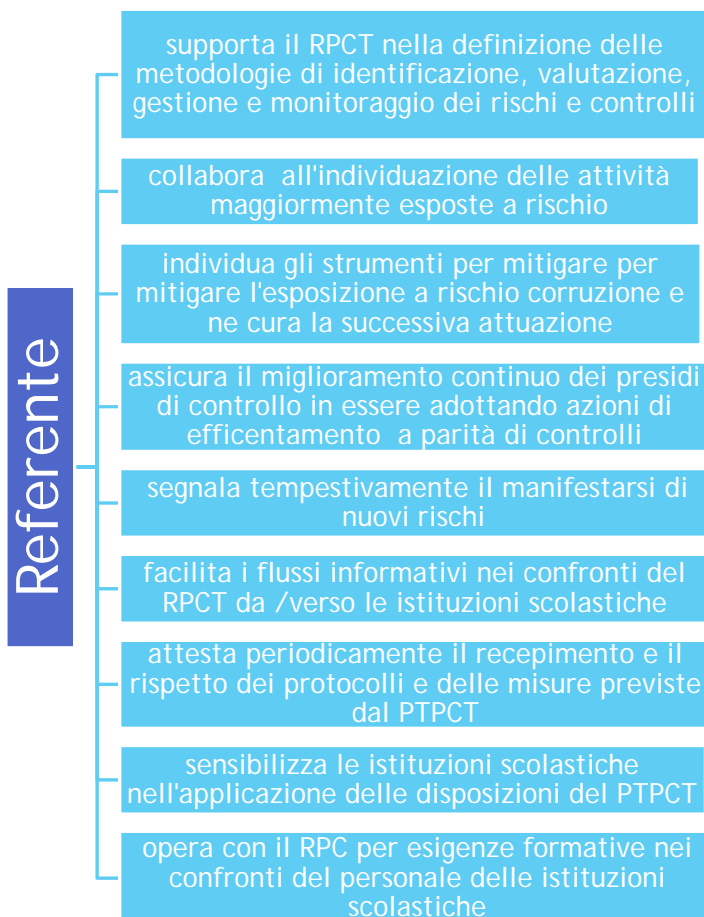 Referente
supporta il RPCT nella definizione delle
metodologie di identificazione, valutazione,
gestione e monitoraggio dei rischi e controlli
collabora all'individuazione delle attività
maggiormente esposte a rischio
individua gli strumenti per mitigare per
mitigare l'esposizione a rischio corruzione e
ne cura la successiva attuazione
assicura il miglioramento continuo dei presidi
di controllo in essere adottando azioni di
efficentamento a parità di controlli
segnala tempestivamente il manifestarsi di
nuovi rischi
facilita i flussi informativi nei confronti del
RPCT da /verso le istituzioni scolastiche
attesta periodicamente il recepimento e il
rispetto dei protocolli e delle misure previste
dal PTPCT
sensibilizza le istituzioni scolastiche
nell'applicazione delle disposizioni del PTPCT
opera con il RPC per esigenze formative nei
confronti del personale delle istituzioni
scolastiche